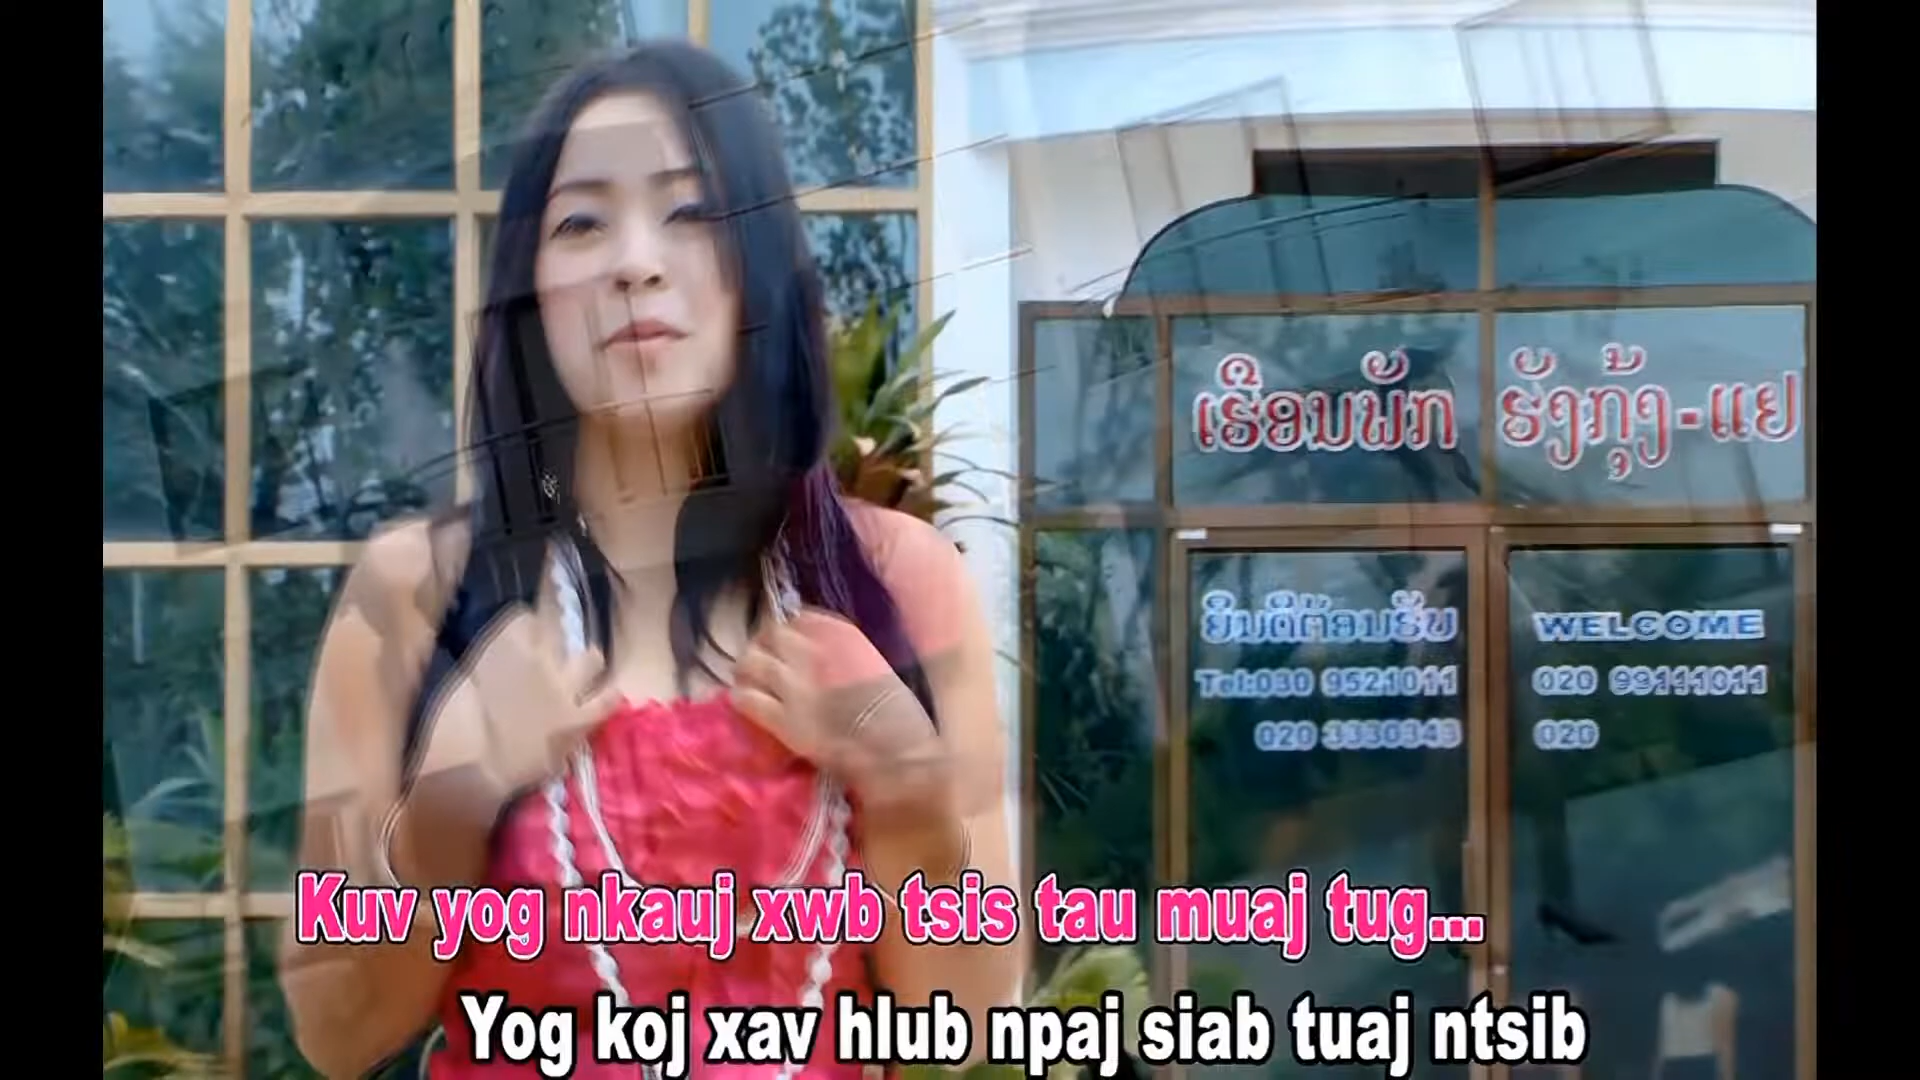 ເຮືອນພັກ ຮັງກຸ້ງ-ແຢ
ຍິນດີຕ້ອນຮັບ
Tel:030 9521011
020 3330343
WELCOME
020 99111011
020
Kuv yog nkauj xwb tsis tau muaj tug...
Yog koj xav hlub npaj siab tuaj ntsib